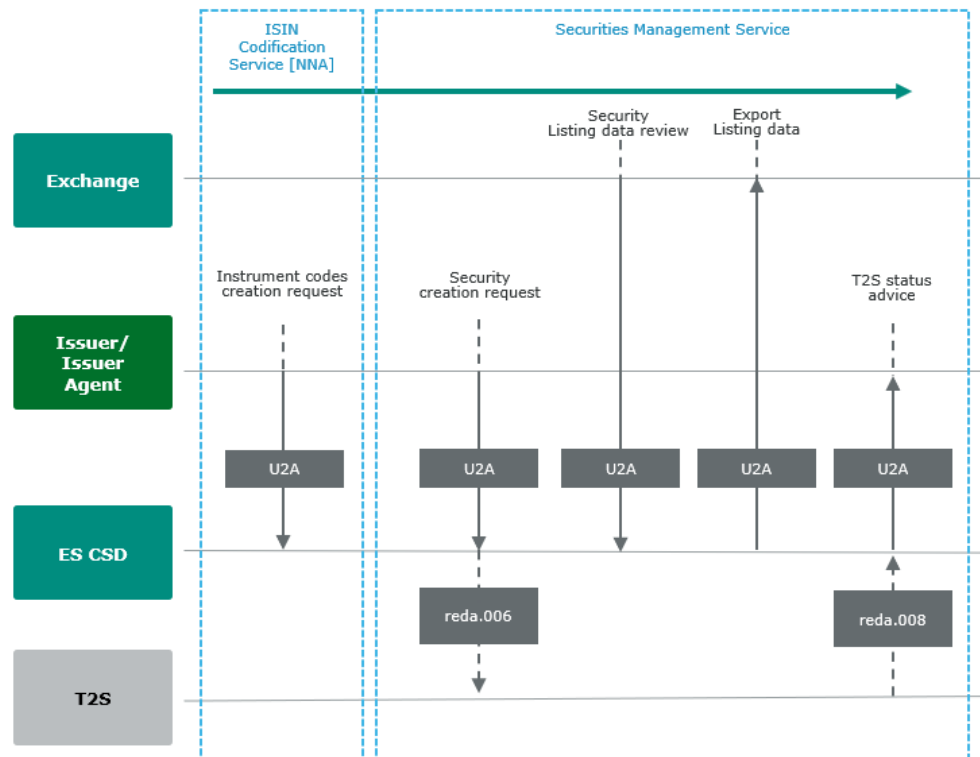 ISIN
Codification
Service [NNA]
Securities Management Service
Security
Listing data review
Export
Listing data
Exchange
Instrument codes
creation request
Security
creation request
T2S status
advice
Issuer/
Issuer
Agent
U2A
U2A
U2A
U2A
U2A
ES CSD
reda.006
reda.008
T2S